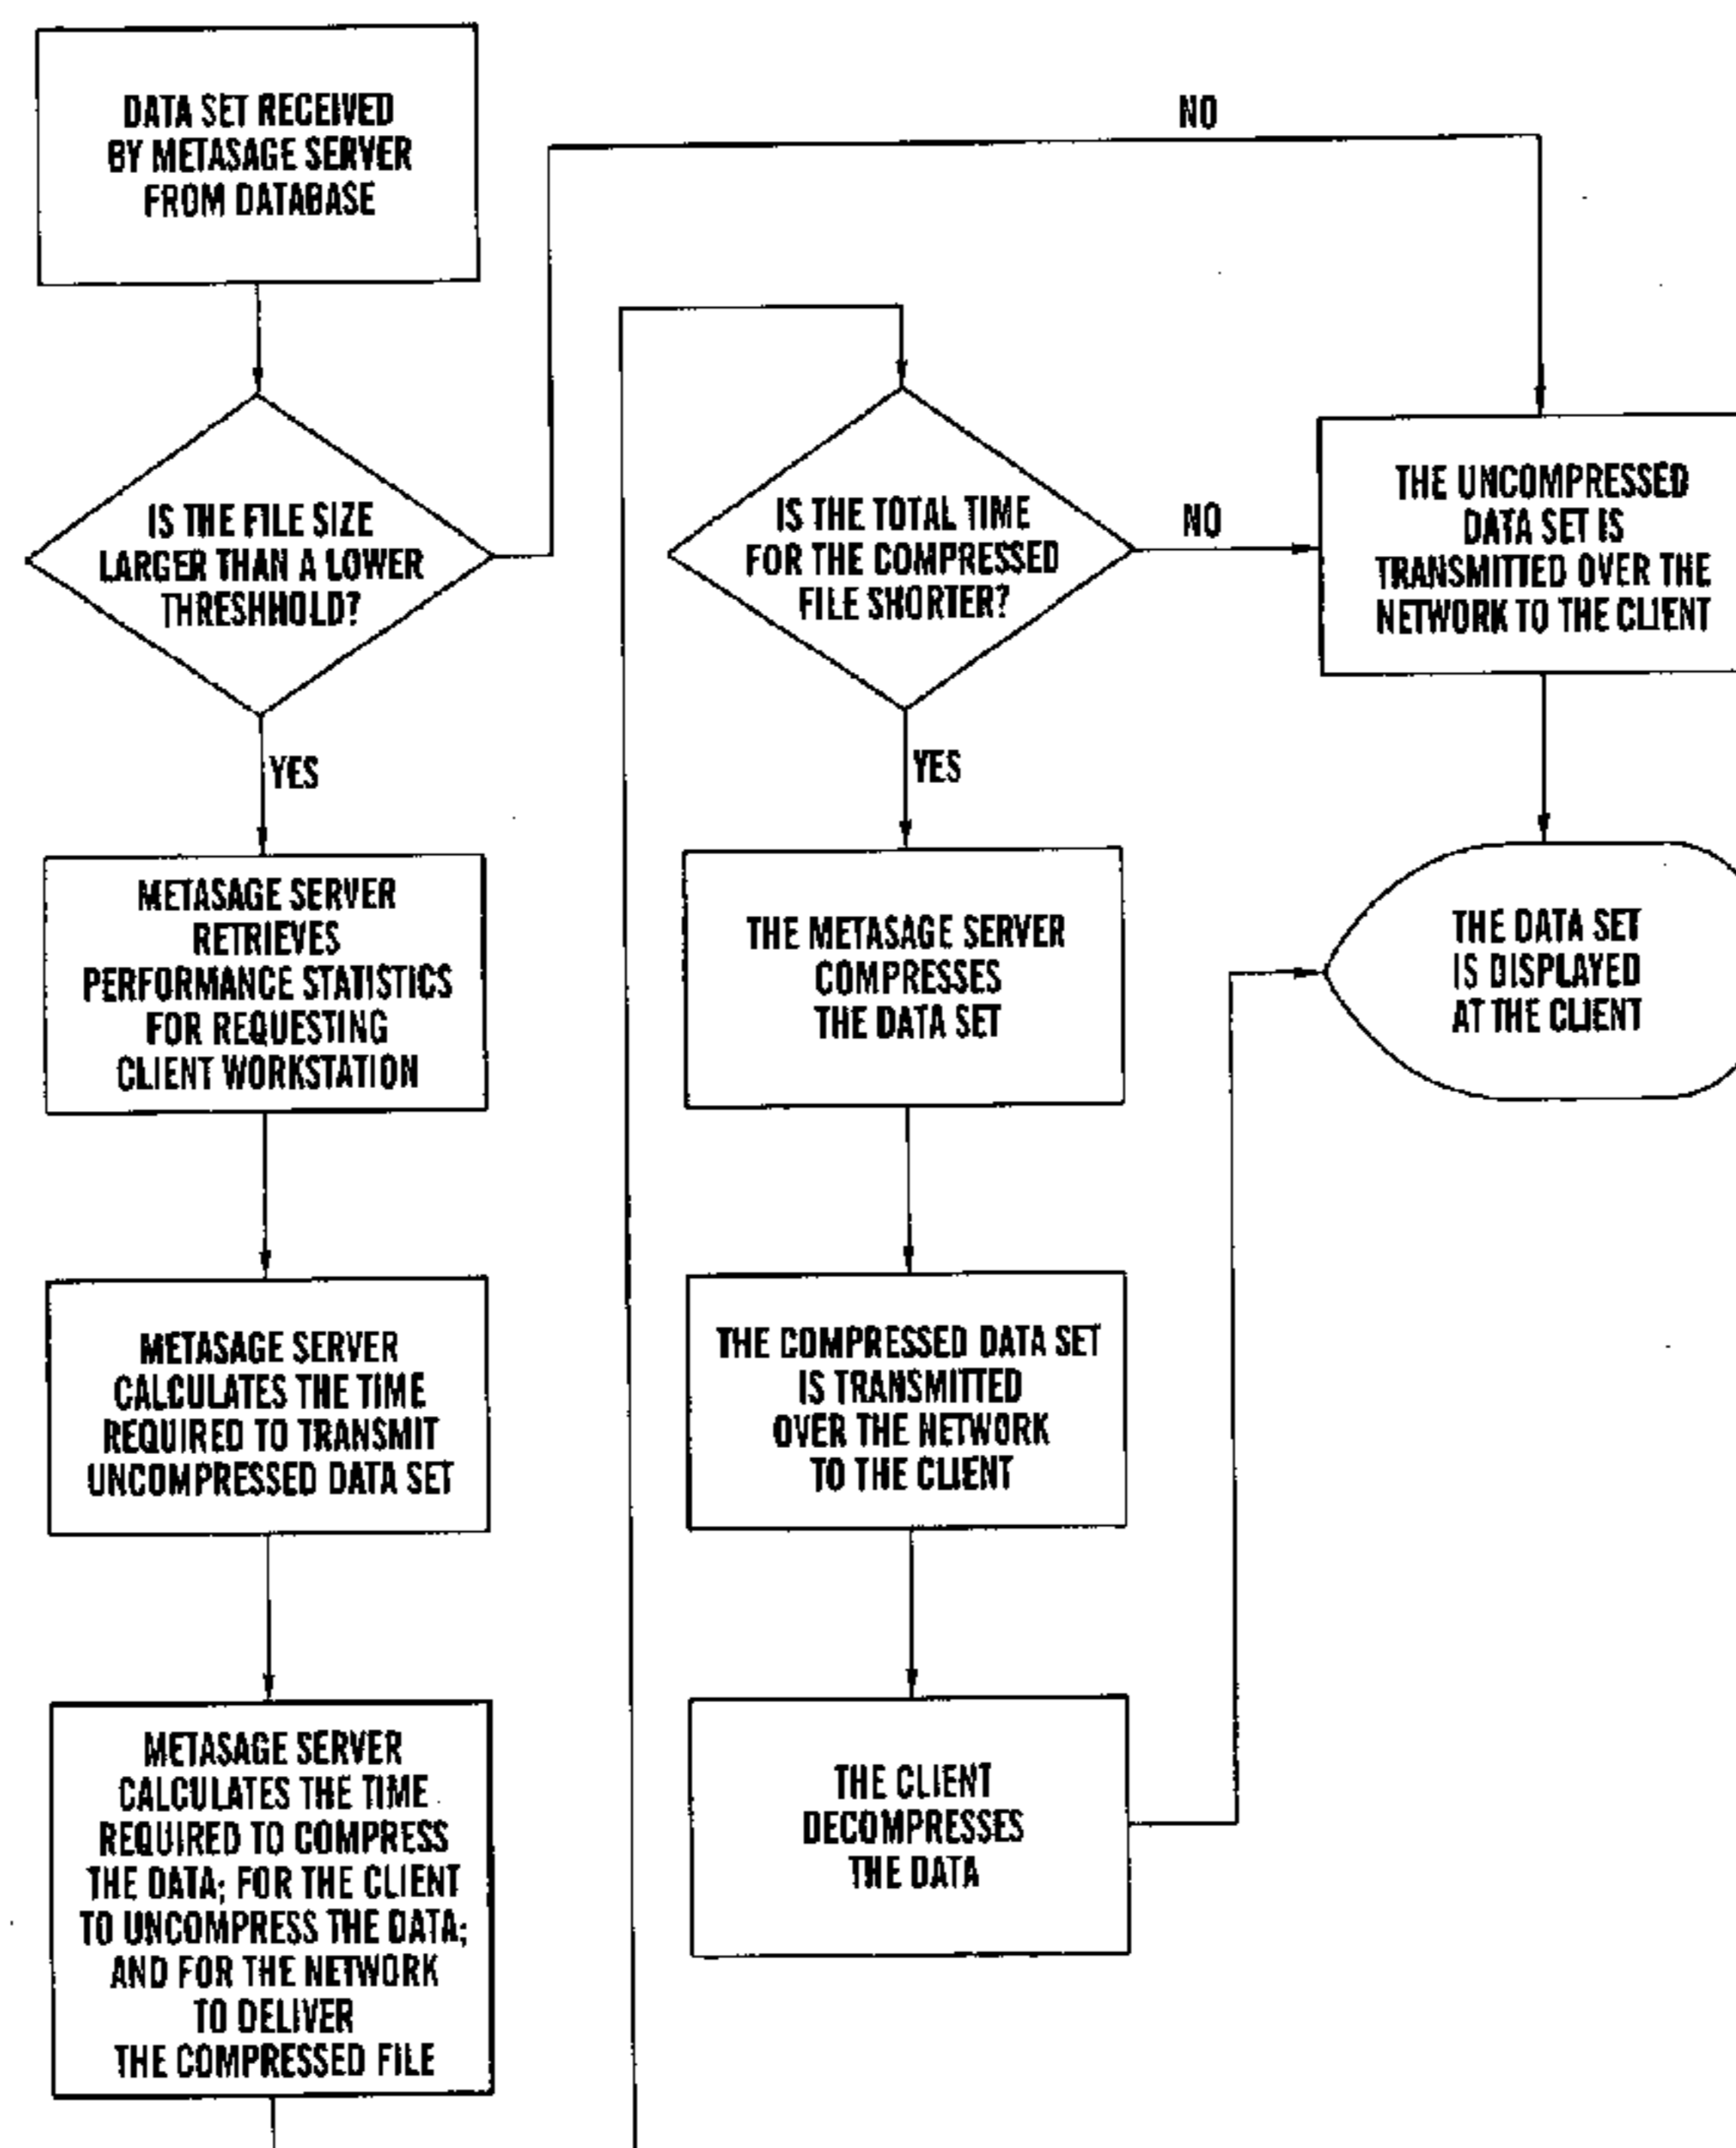 DATA SET RECEIVED
BY METASAGE SERVER
FROM DATABASE
IS THE FILE SIZE
LARGER THAN A LOWER
THRESHHOLD?
YES
METASAGE SERVER
RETRIEVES
PERFORMANCE STATISTICS
FOR REQUESTING
CLIENT WORKSTATION
METASAGE SERVER
CALCULATES THE TIME
REQUIRED TO TRANSMIT
UNCOMPRESSED DATA SET
METASAGE SERVER
CALCULATES THE TIME
REQUIRED TO COMPRESS
THE DATA; FOR THE CLIENT
TO UNCOMPRESS THE DATA;
AND FOR THE NETWORK
TO DELIVER
THE COMPRESSED FILE
NO
IS THE TOTAL TIME
FOR THE COMPRESSED
FILE SHORTER?
NO
YES
THE METASAGE SERVER
COMPRESSES
THE DATA SET
THE COMPRESSED DATA SET
IS TRANSMITTED
OVER THE NETWORK
TO THE CLIENT
THE CLIENT
DECOMPRESSES
THE DATA
THE UNCOMPRESSED
DATA SET IS
TRANSMITTED OVER THE
NETWORK TO THE CLIENT
THE DATA SET
IS DISPLAYED
AT THE CLIENT